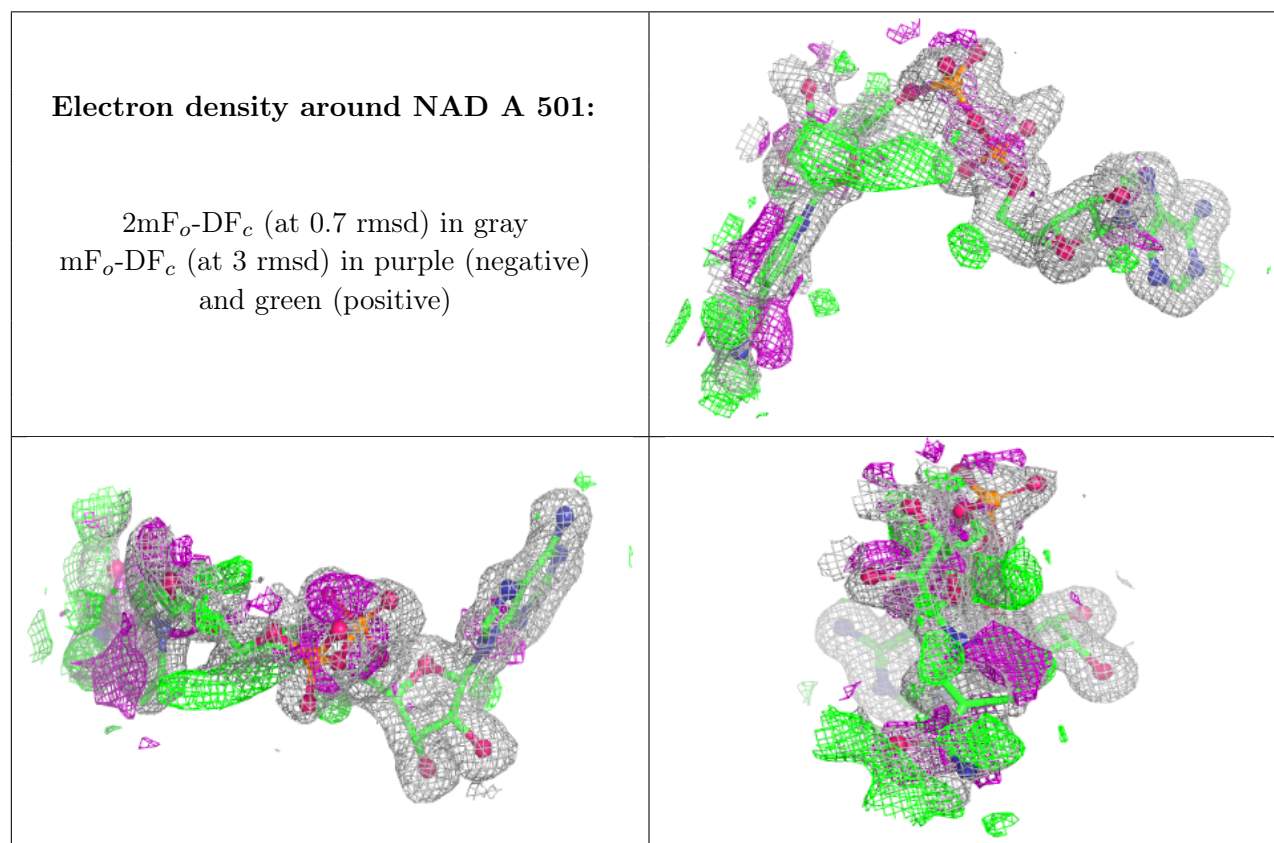 Electron density around NAD A 501:
2mFo-DFc (at 0.7 rmsd) in gray
mFo-DFc (at 3 rmsd) in purple (negative)
and green (positive)